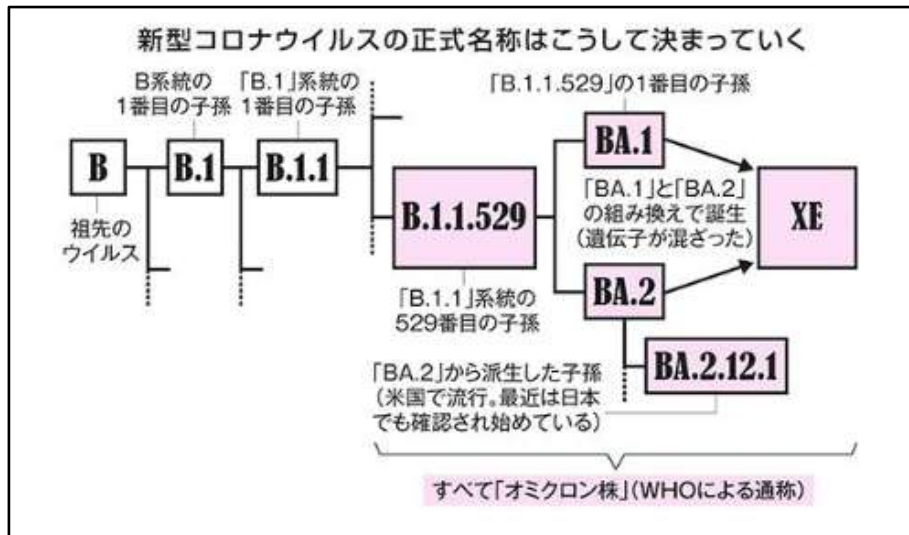 新型コロナウイルスの正式名称はこうして決まっていく
B系統の
1番目の子孫
「B.1」系統の
1番目の子孫
「B.1.1.529」の1番目の子孫
B
B.1
B.1.1
B.1.1.529
BA.1
「BA.1」と「BA.2」
の組み換えで誕生
(遺伝子が混ざった)
XE
祖先の
ウイルス
BA.2
「B.1.1」系統の
529番目の子孫
BA.2.12.1
「BA.2」から派生した子孫
(米国で流行。最近は日本
でも確認され始めている)
すべて「オミクロン株」(WHOによる通称)